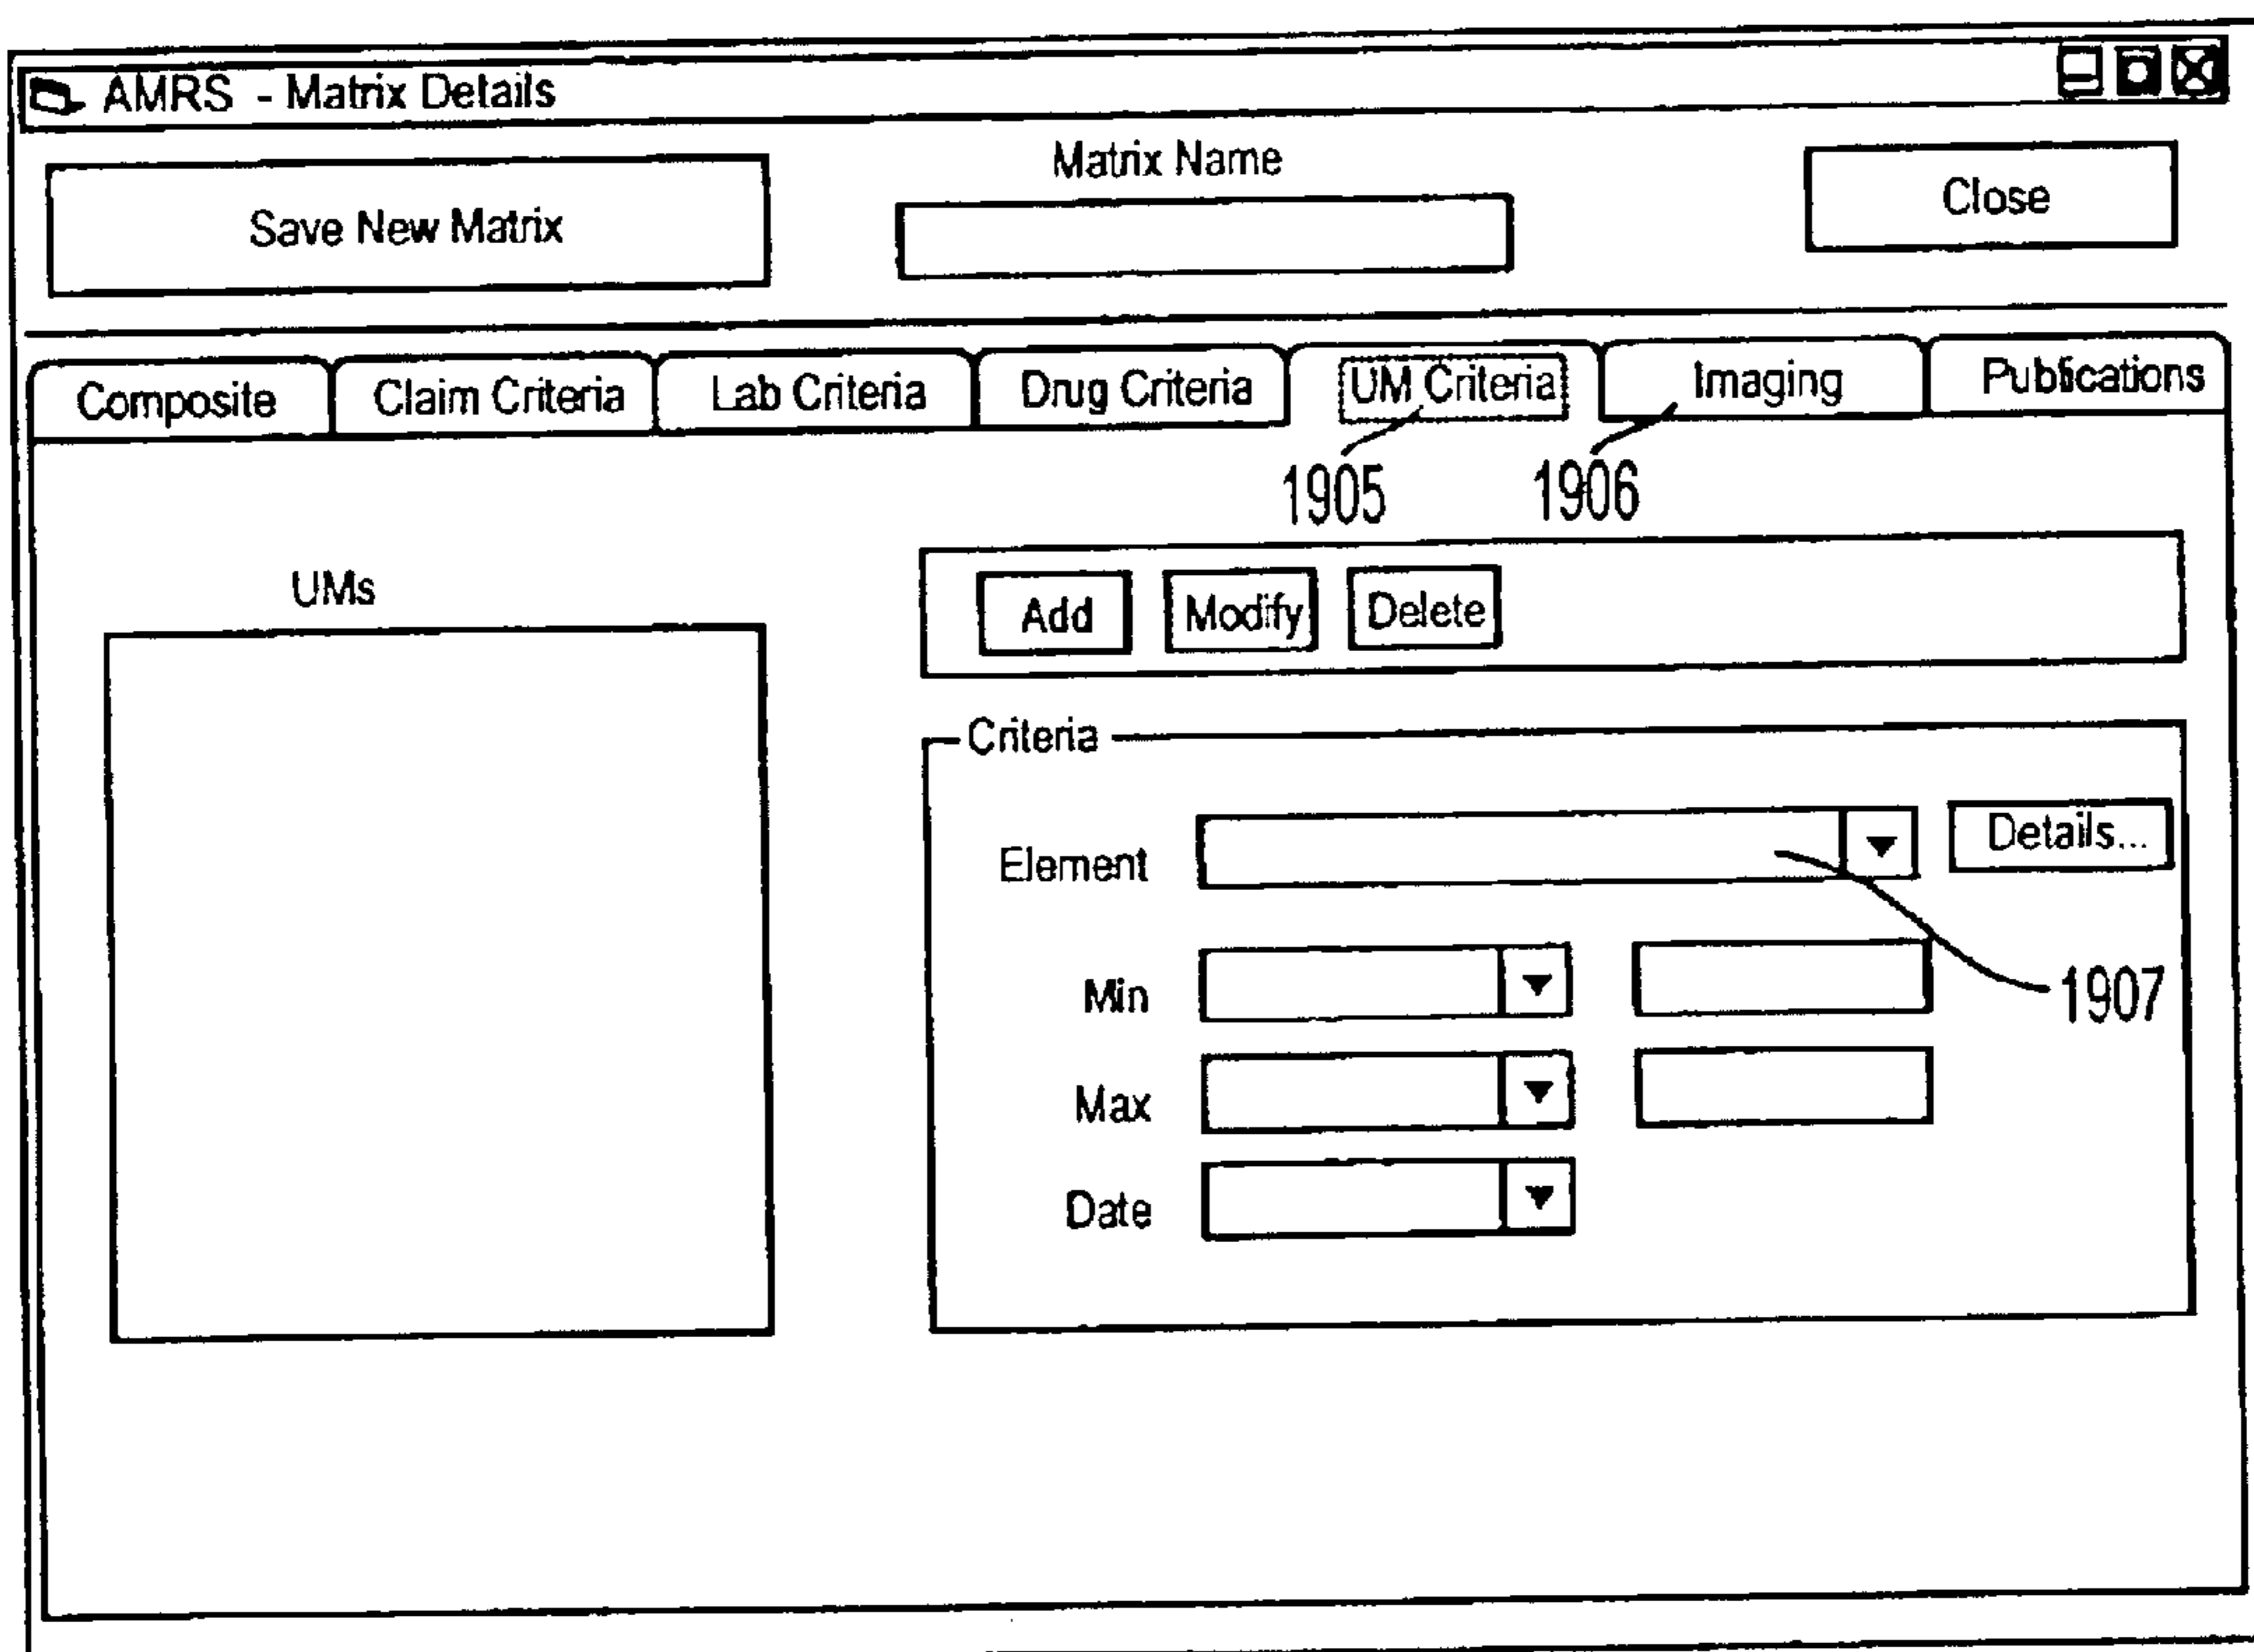 AMRS - Matrix Details
Matrix Name
Save New Matrix
Close
Composite Claim Criteria Lab Criteria Drug Criteria UM Criteria Imaging Publications
1905 1906
UMs
Add Modify Delete
Criteria
Element Details...
Min
1907
Max
Date